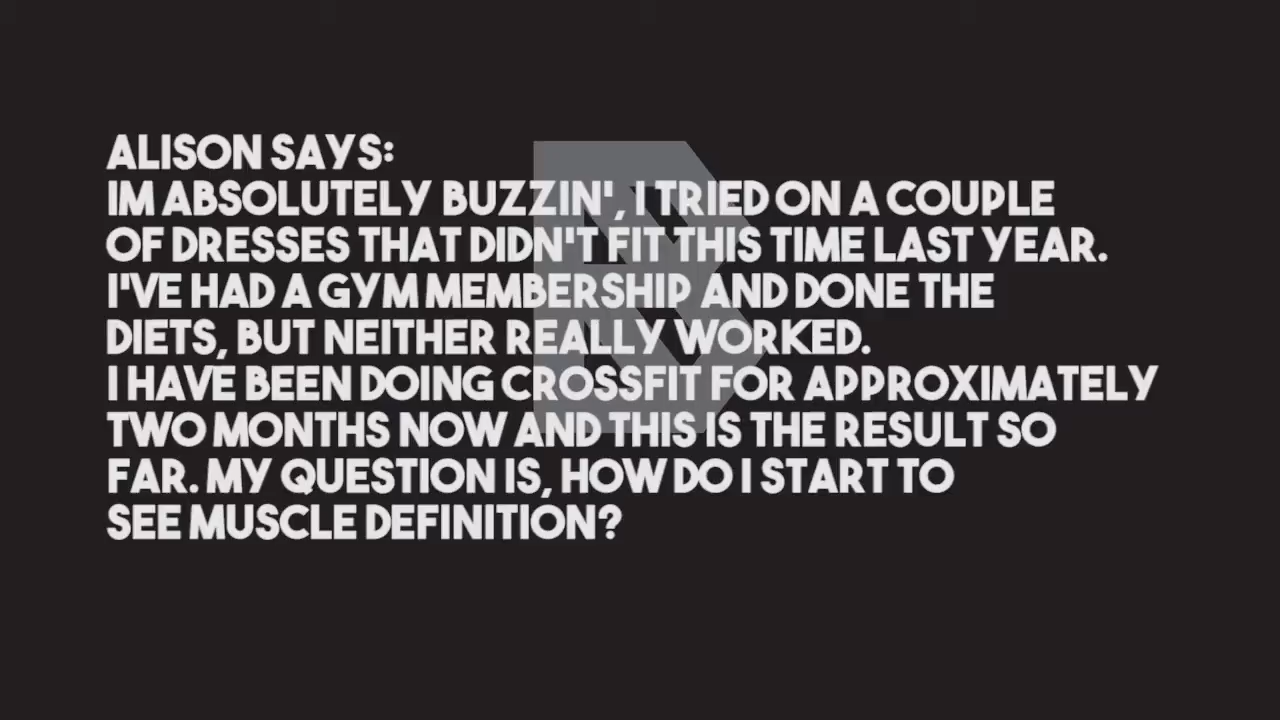 ALISON SAYS:
IM ABSOLUTELY BUZZIN', I TRIED ON A COUPLE
OF DRESSES THAT DIDN'T FIT THIS TIME LAST YEAR.
I'VE HAD A GYM MEMBERSHIP AND DONE THE
DIETS, BUT NEITHER REALLY WORKED.
I HAVE BEEN DOING CROSSFIT FOR APPROXIMATELY
TWO MONTHS NOW AND THIS IS THE RESULT SO
FAR. MY QUESTION IS, HOW DO I START TO
SEE MUSCLE DEFINITION?